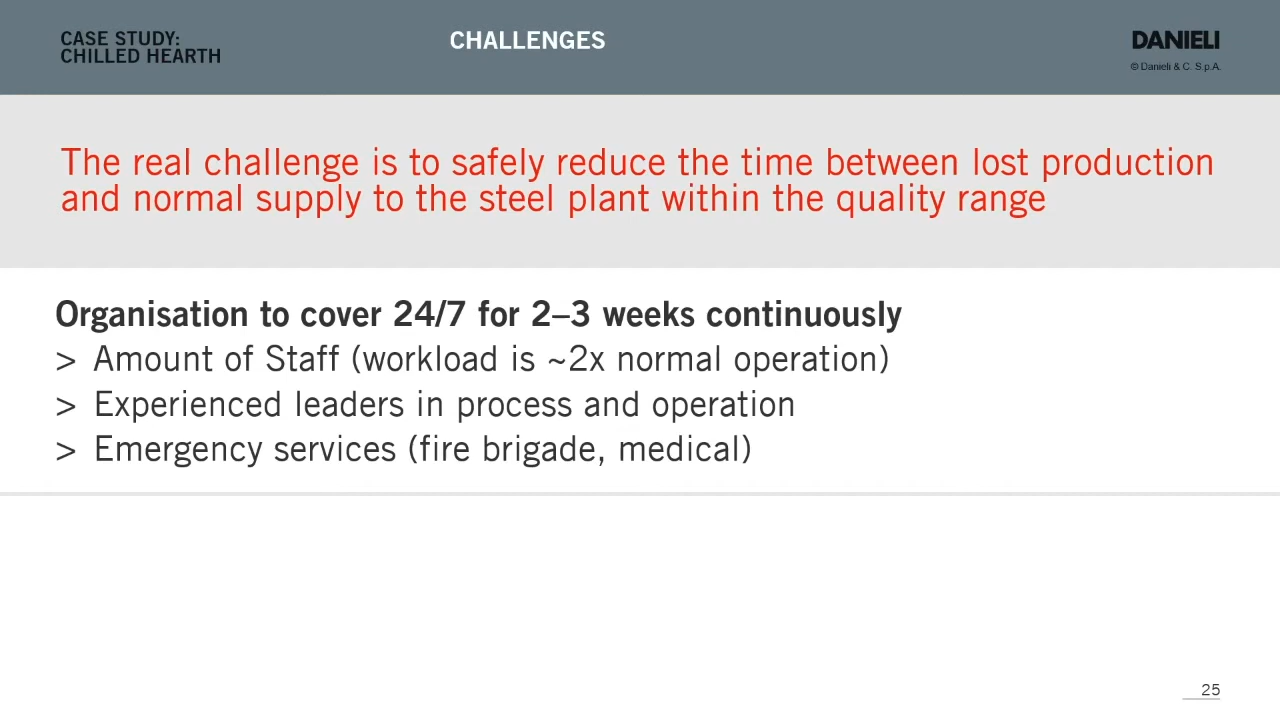 CASE STUDY:
CHILLED HEARTH
CHALLENGES
DANIELI
© Danieli & C. S.p.A.
The real challenge is to safely reduce the time between lost production
and normal supply to the steel plant within the quality range
Organisation to cover 24/7 for 2–3 weeks continuously
> Amount of Staff (workload is ~2x normal operation)
> Experienced leaders in process and operation
> Emergency services (fire brigade, medical)
25